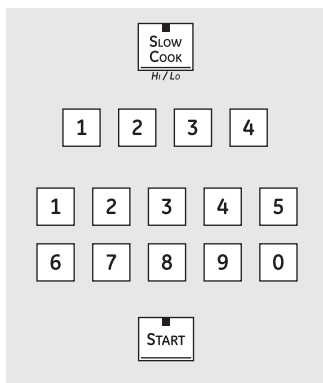 SLOW
COOK
HI / LO
1 2 3 4
1 2 3 4 5
6 7 8 9 0
START